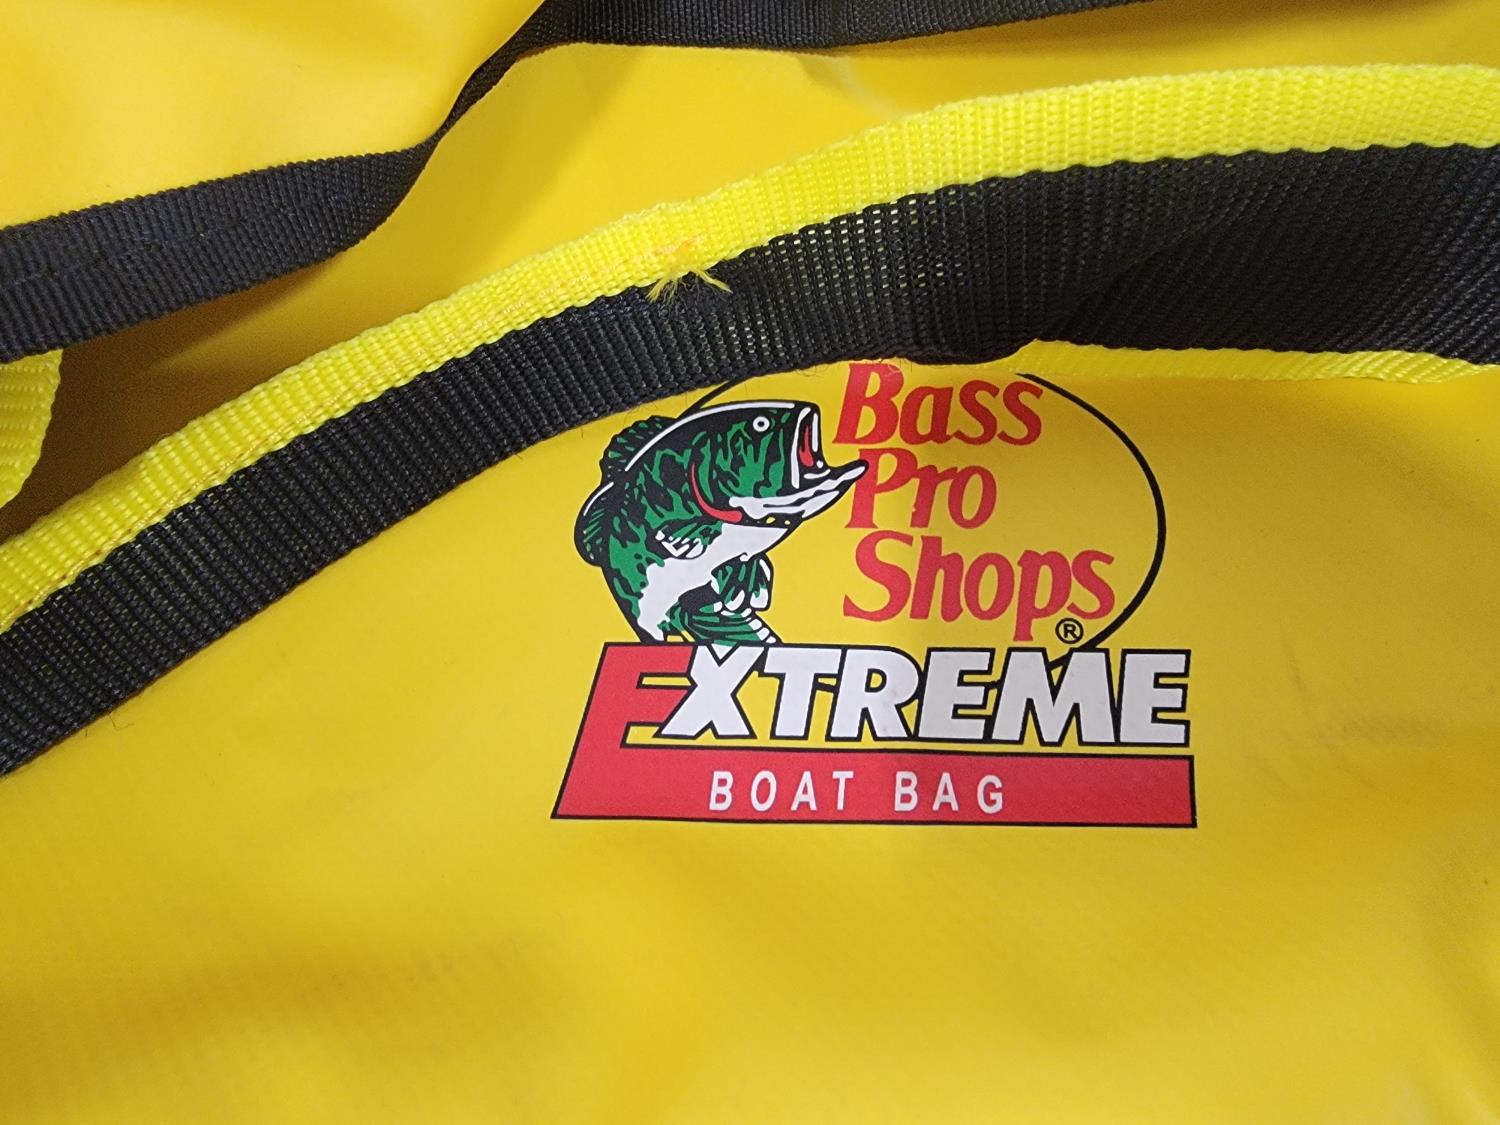 Bass
Pro
Shops®
EXTREME
BOAT BAG